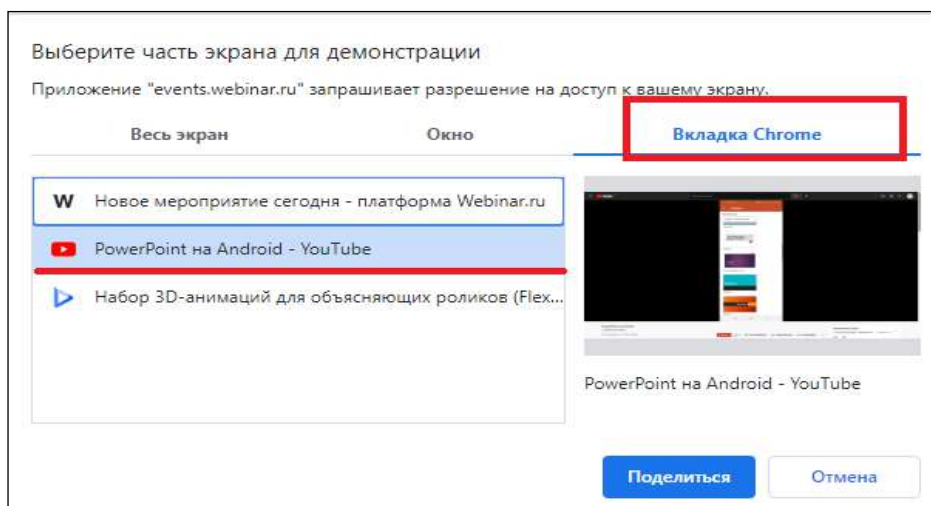 Выберите часть экрана для демонстрации
Приложение "events.webinar.ru" запрашивает разрешение на доступ к вашему экрану.
Весь экран Окно Вкладка Chrome
W Новое мероприятие сегодня - платформа Webinar.ru
PowerPoint на Android - YouTube
Набор 3D-анимаций для объясняющих роликов (Flex...
PowerPoint на Android - YouTube
Поделиться Отмена